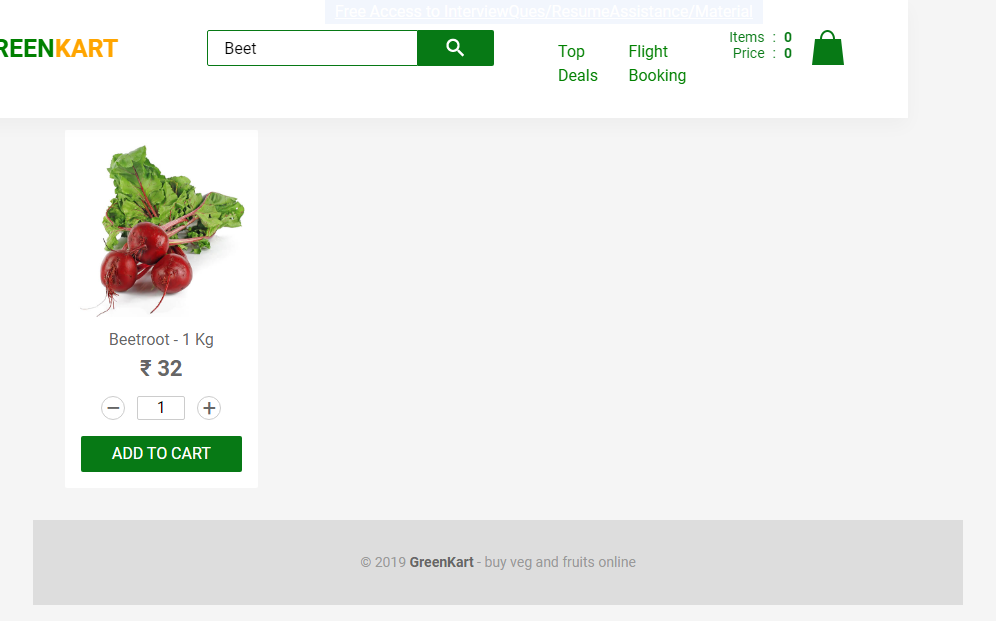 Free Access to InterviewQues/ResumeAssistance/Material
REENKART
Beet
Top Deals
Flight Booking
Items : 0
Price : 0
Beetroot - 1 Kg
₹ 32
− 1 +
ADD TO CART
© 2019 GreenKart - buy veg and fruits online